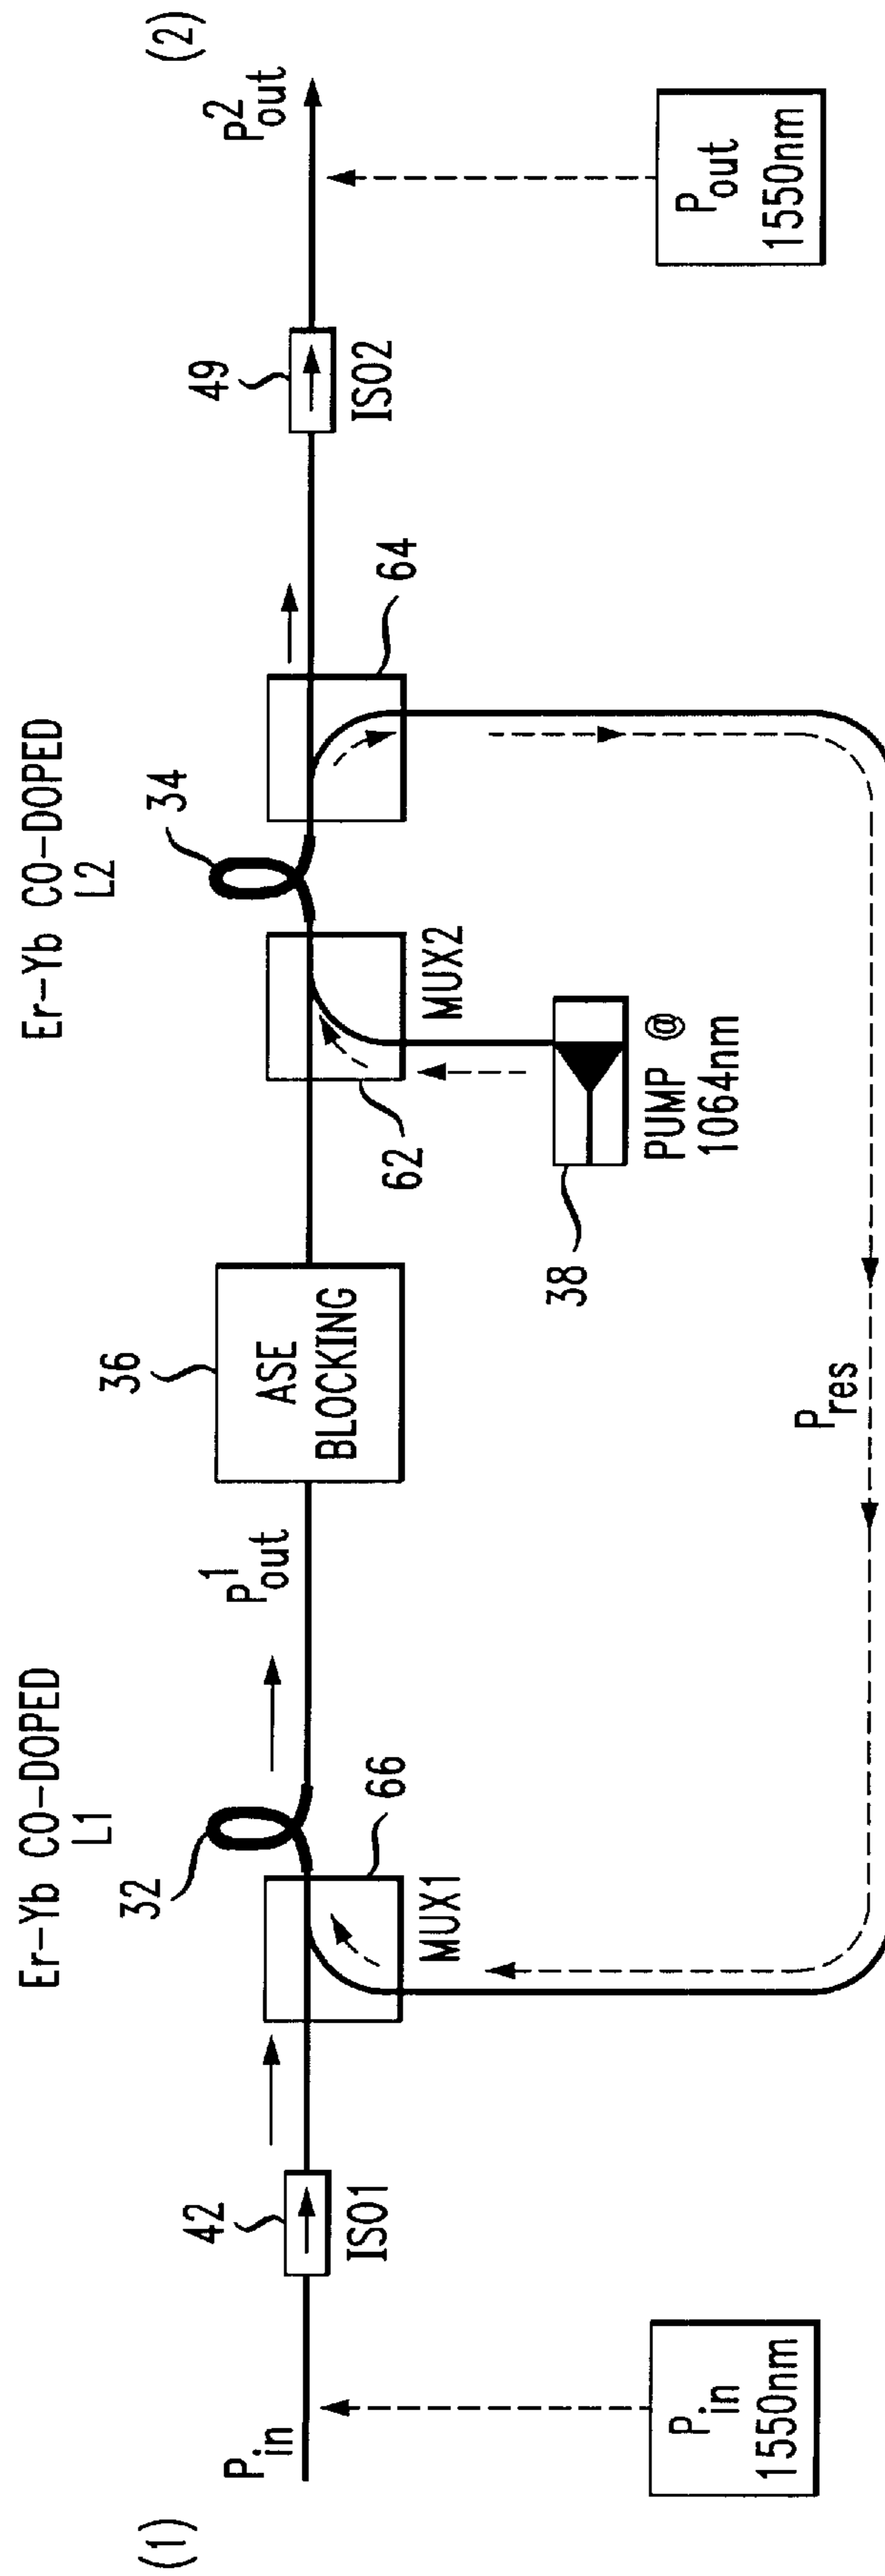 (1)
(2)
Er-Yb CO-DOPED
L1
Er-Yb CO-DOPED
L2
P_in
42
ISO1
32
66
MUX1
P^1_out
36
ASE
BLOCKING
62
MUX2
34
64
49
ISO2
P^2_out
P_in
1550nm
38
PUMP @
1064nm
P_out
1550nm
P_res